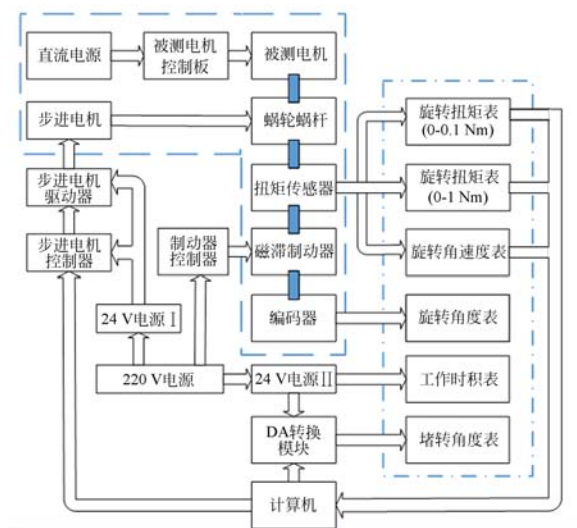 直流电源
被测电机
控制板
被测电机
步进电机
蜗轮蜗杆
旋转扭矩表
(0-0.1 Nm)
步进电机
驱动器
扭矩传感器
旋转扭矩表
(0-1 Nm)
步进电机
控制器
制动器
控制器
磁滞制动器
旋转角速度表
24 V电源Ⅰ
编码器
旋转角度表
220 V电源
24 V电源Ⅱ
工作时积表
DA转换
模块
堵转角度表
计算机